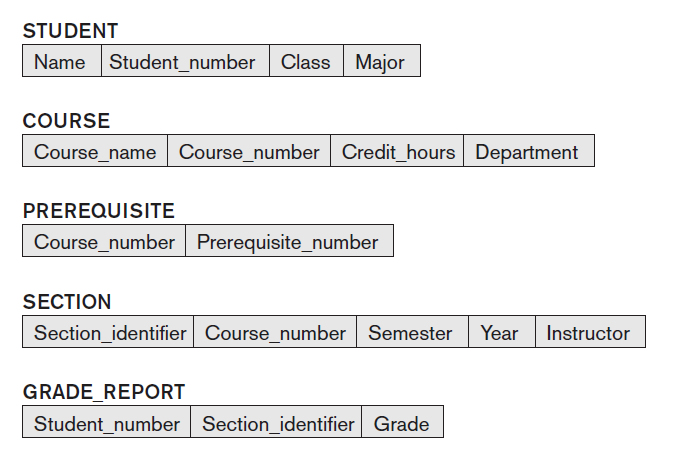 STUDENT
Name Student_number Class Major
COURSE
Course_name Course_number Credit_hours Department
PREREQUISITE
Course_number Prerequisite_number
SECTION
Section_identifier Course_number Semester Year Instructor
GRADE_REPORT
Student_number Section_identifier Grade